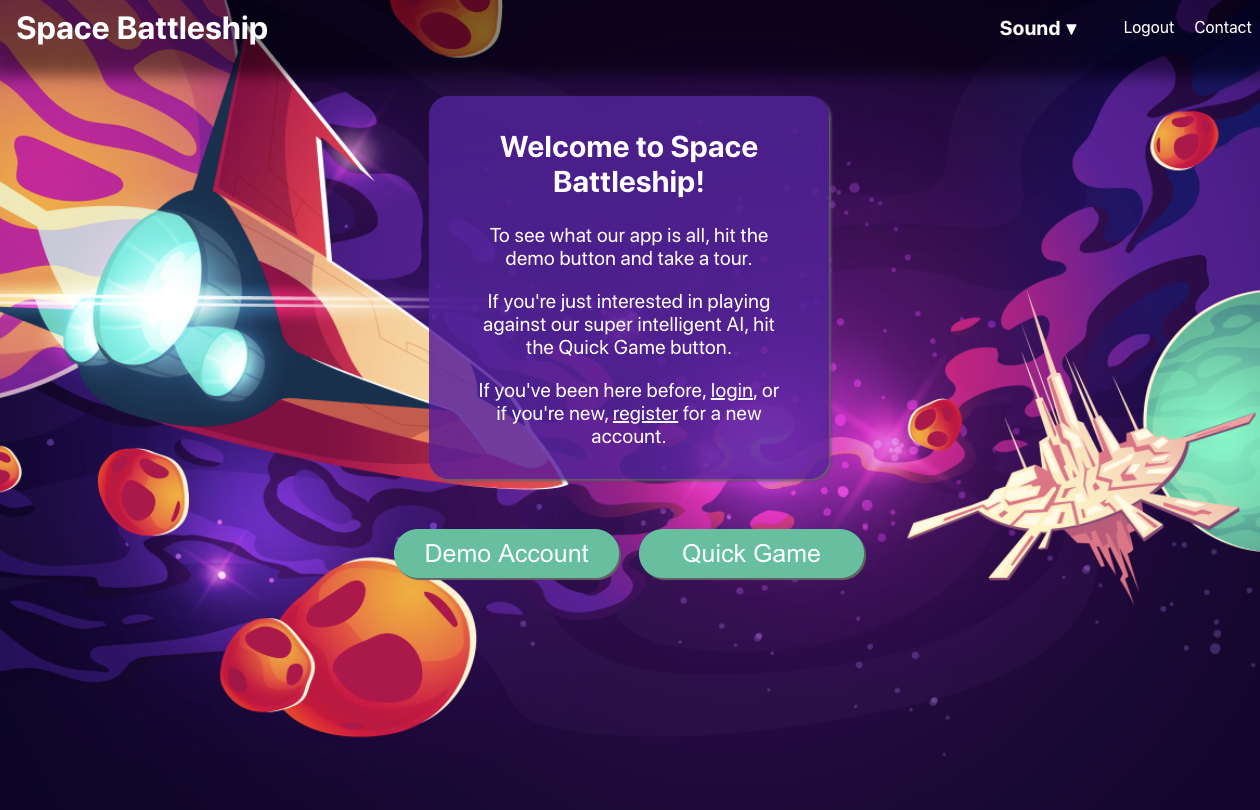 Space Battleship
Sound ▾
Logout
Contact
Welcome to Space
Battleship!
To see what our app is all, hit the
demo button and take a tour.
If you're just interested in playing
against our super intelligent AI, hit
the Quick Game button.
If you've been here before, login, or
if you're new, register for a new
account.
Demo Account
Quick Game